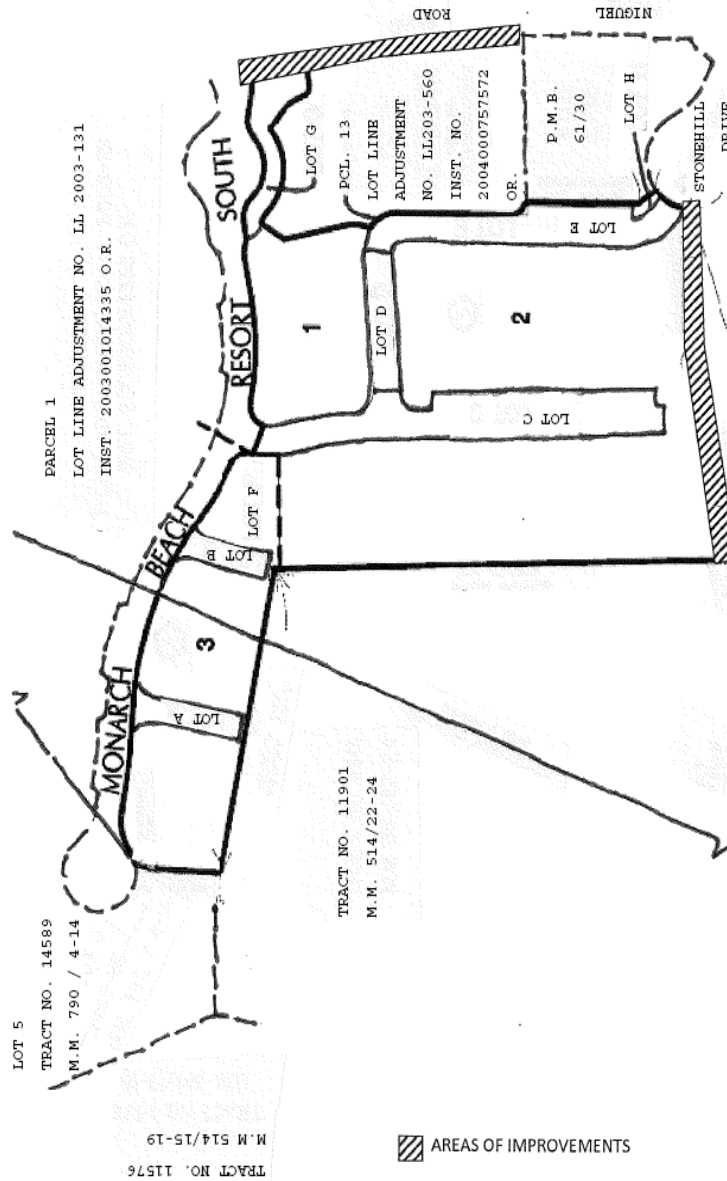 ROAD
NIGUEL
PARCEL 1
LOT LINE ADJUSTMENT NO. LL 2003-131
INST. 2003001014335 O.R.
SOUTH
LOT G
PCL. 13
LOT LINE
ADJUSTMENT
NO. LL203-560
INST. NO.
2004000757572
OR.
P.M.B.
61/30
LOT H
STONEHILL
DRIVE
RESORT
1
LOT D
LOT E
2
LOT C
BEACH
LOT F
LOT B
3
MONARCH
LOT A
TRACT NO. 11901
M.M. 514/22-24
LOT 5
TRACT NO. 14589
M.M. 790 / 4-14
TRACT NO. 11576
M.M 514/15-19
AREAS OF IMPROVEMENTS